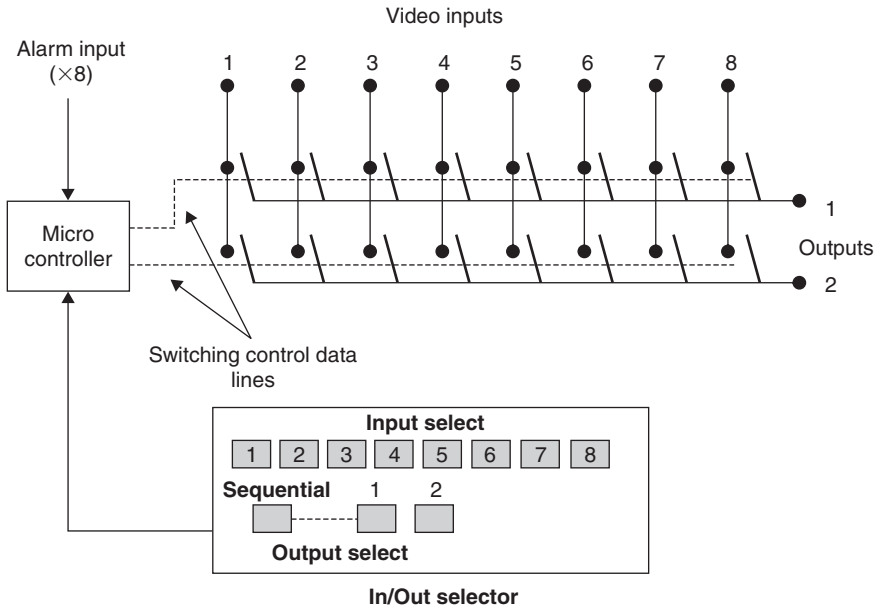 Video inputs
Alarm input
(×8)
1 2 3 4 5 6 7 8
Micro
controller
1
Outputs
2
Switching control data
lines
Input select
1 2 3 4 5 6 7 8
Sequential 1 2
Output select
In/Out selector